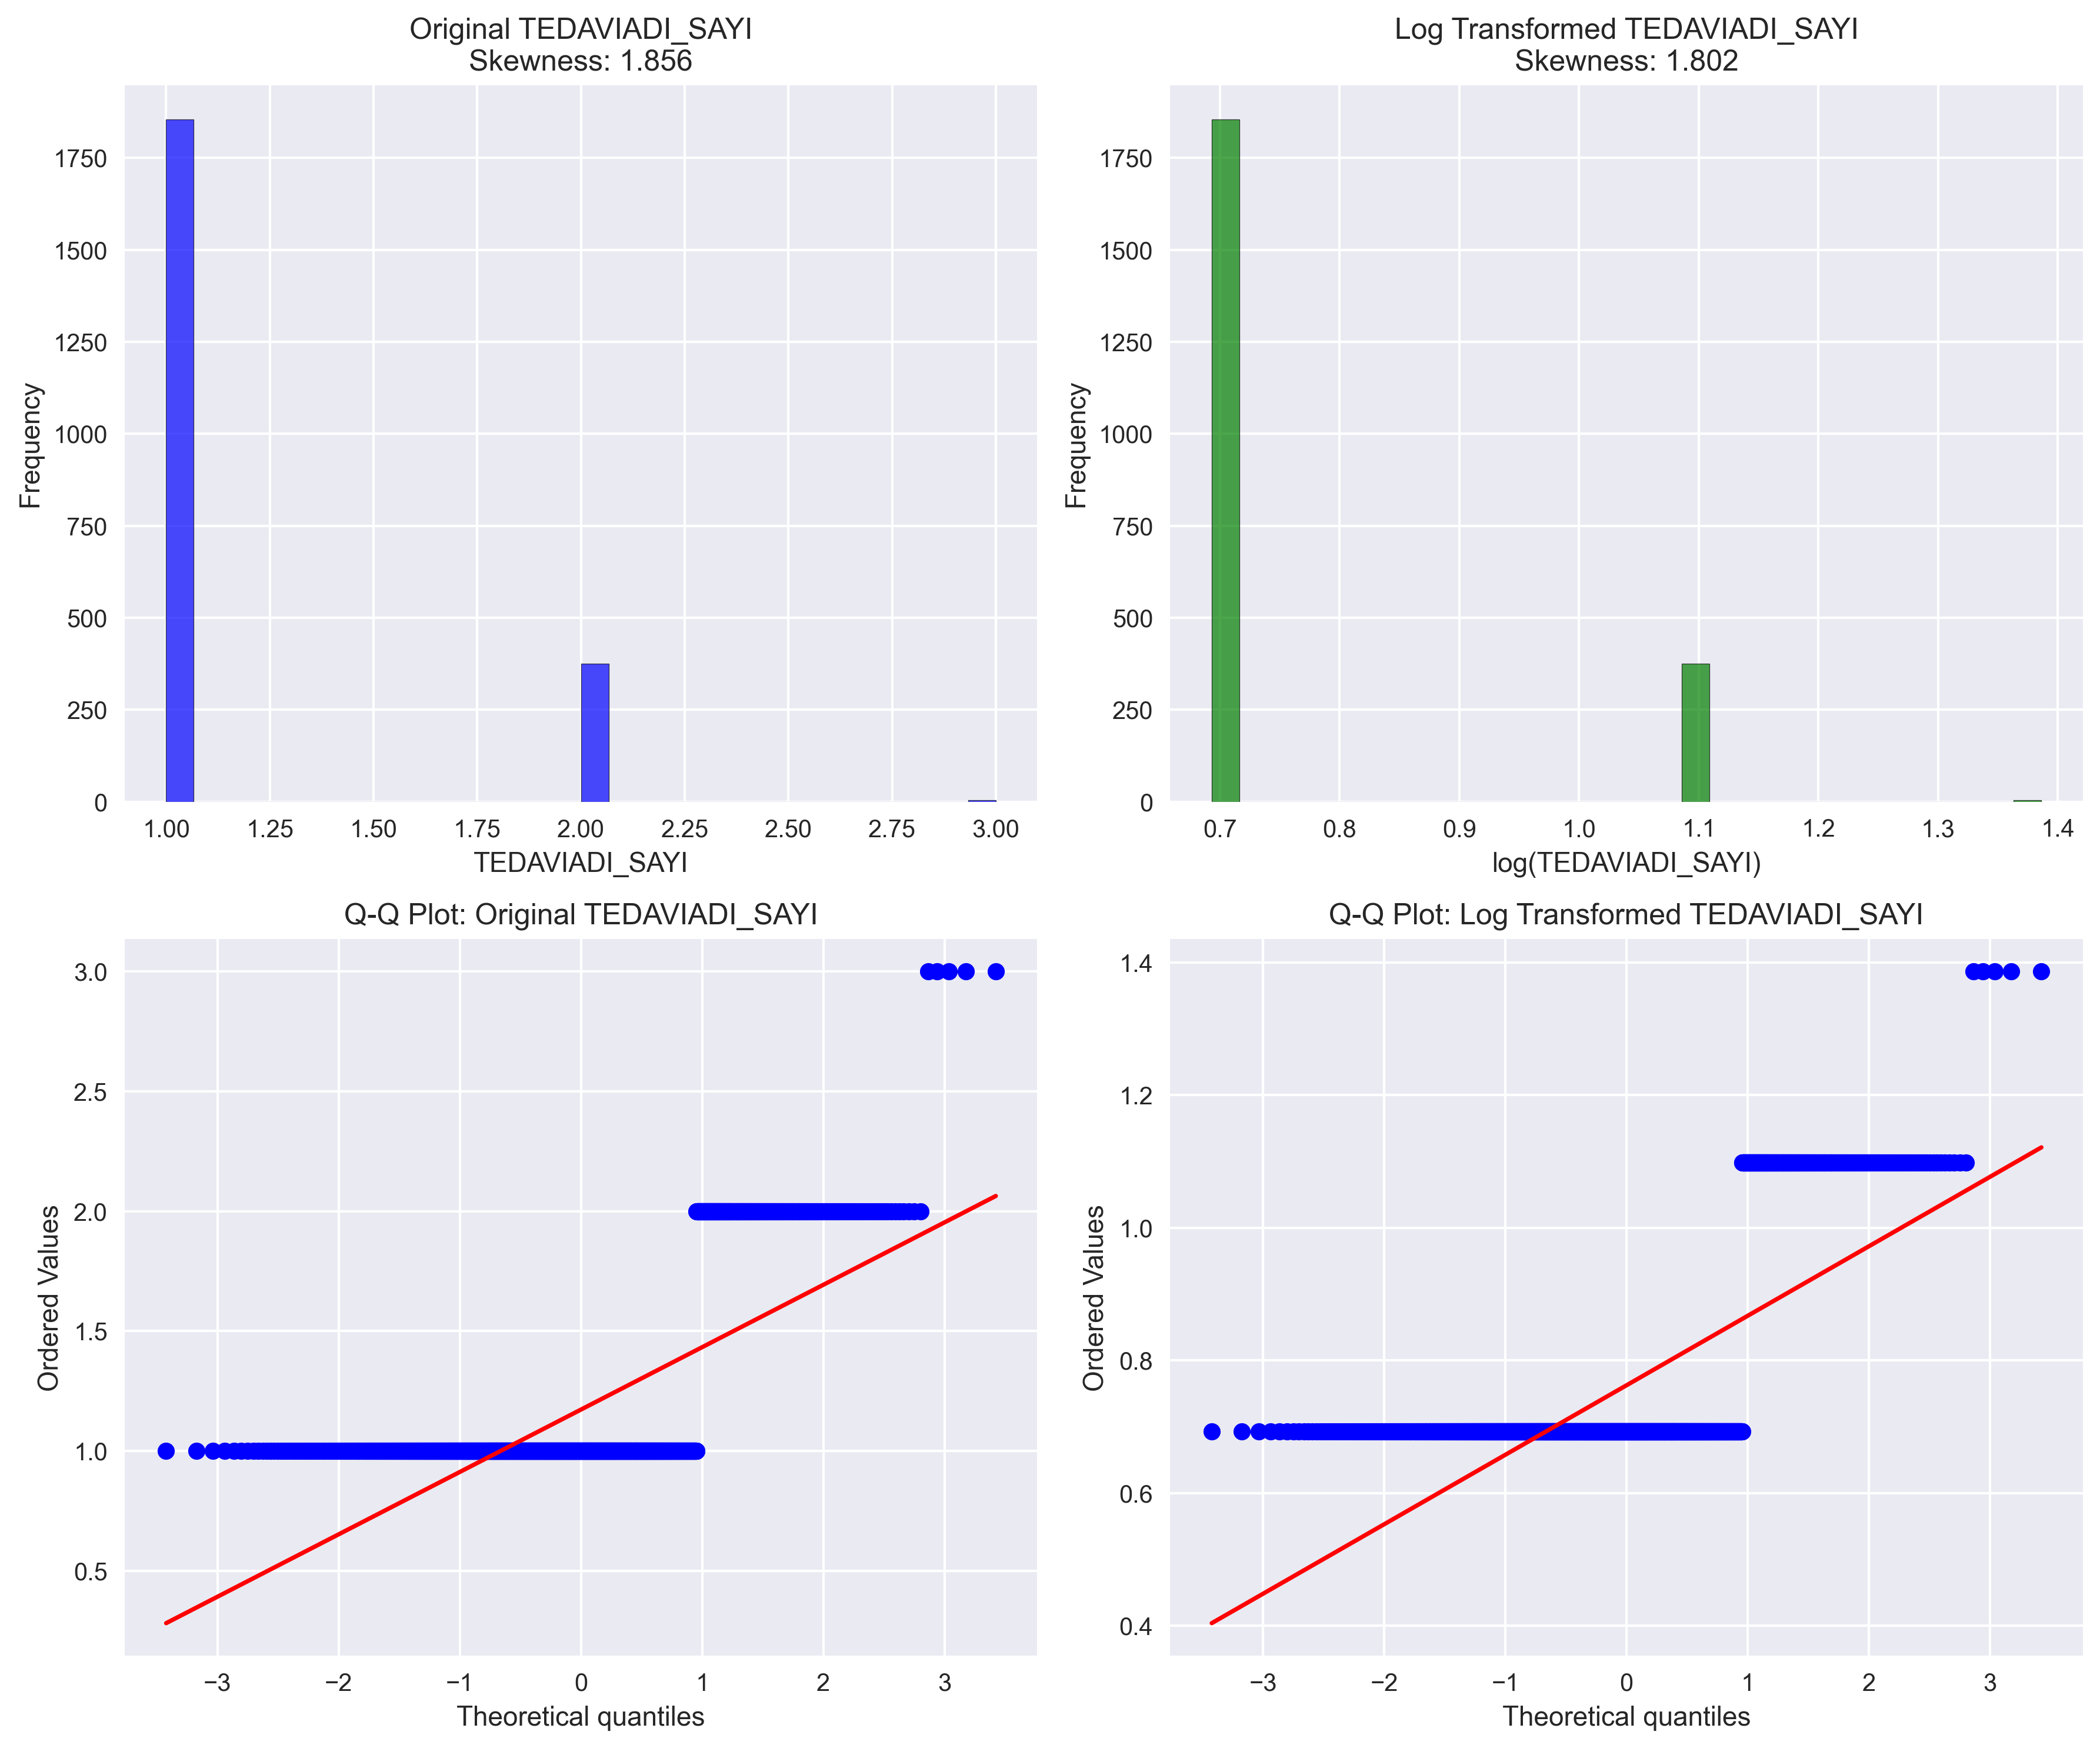 Original TEDAVIADI_SAYI
Skewness: 1.856
1750
1500
1250
1000
750
500
250
0
Frequency
1.00 1.25 1.50 1.75 2.00 2.25 2.50 2.75 3.00
TEDAVIADI_SAYI
Log Transformed TEDAVIADI_SAYI
Skewness: 1.802
1750
1500
1250
1000
750
500
250
0
Frequency
0.7 0.8 0.9 1.0 1.1 1.2 1.3 1.4
log(TEDAVIADI_SAYI)
Q-Q Plot: Original TEDAVIADI_SAYI
3.0
2.5
2.0
1.5
1.0
0.5
Ordered Values
−3 −2 −1 0 1 2 3
Theoretical quantiles
Q-Q Plot: Log Transformed TEDAVIADI_SAYI
1.4
1.2
1.0
0.8
0.6
0.4
Ordered Values
−3 −2 −1 0 1 2 3
Theoretical quantiles